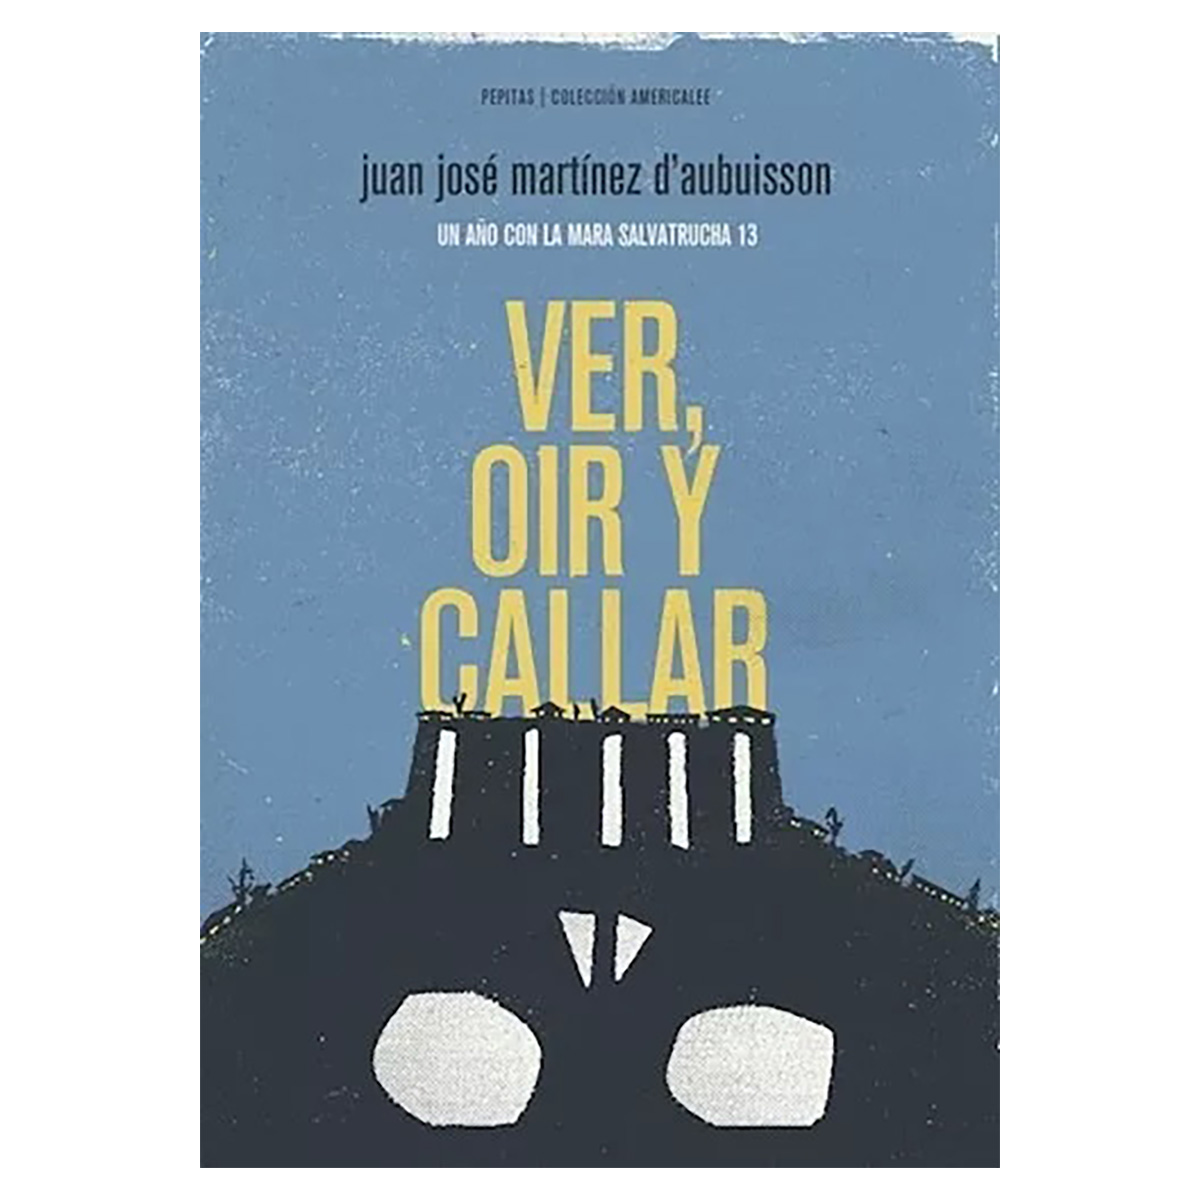 PEPITAS | COLECCIÓN AMERICALEE
juan josé martínez d'aubuisson
UN AÑO CON LA MARA SALVATRUCHA 13
VER,
OIR Y
CALLAR